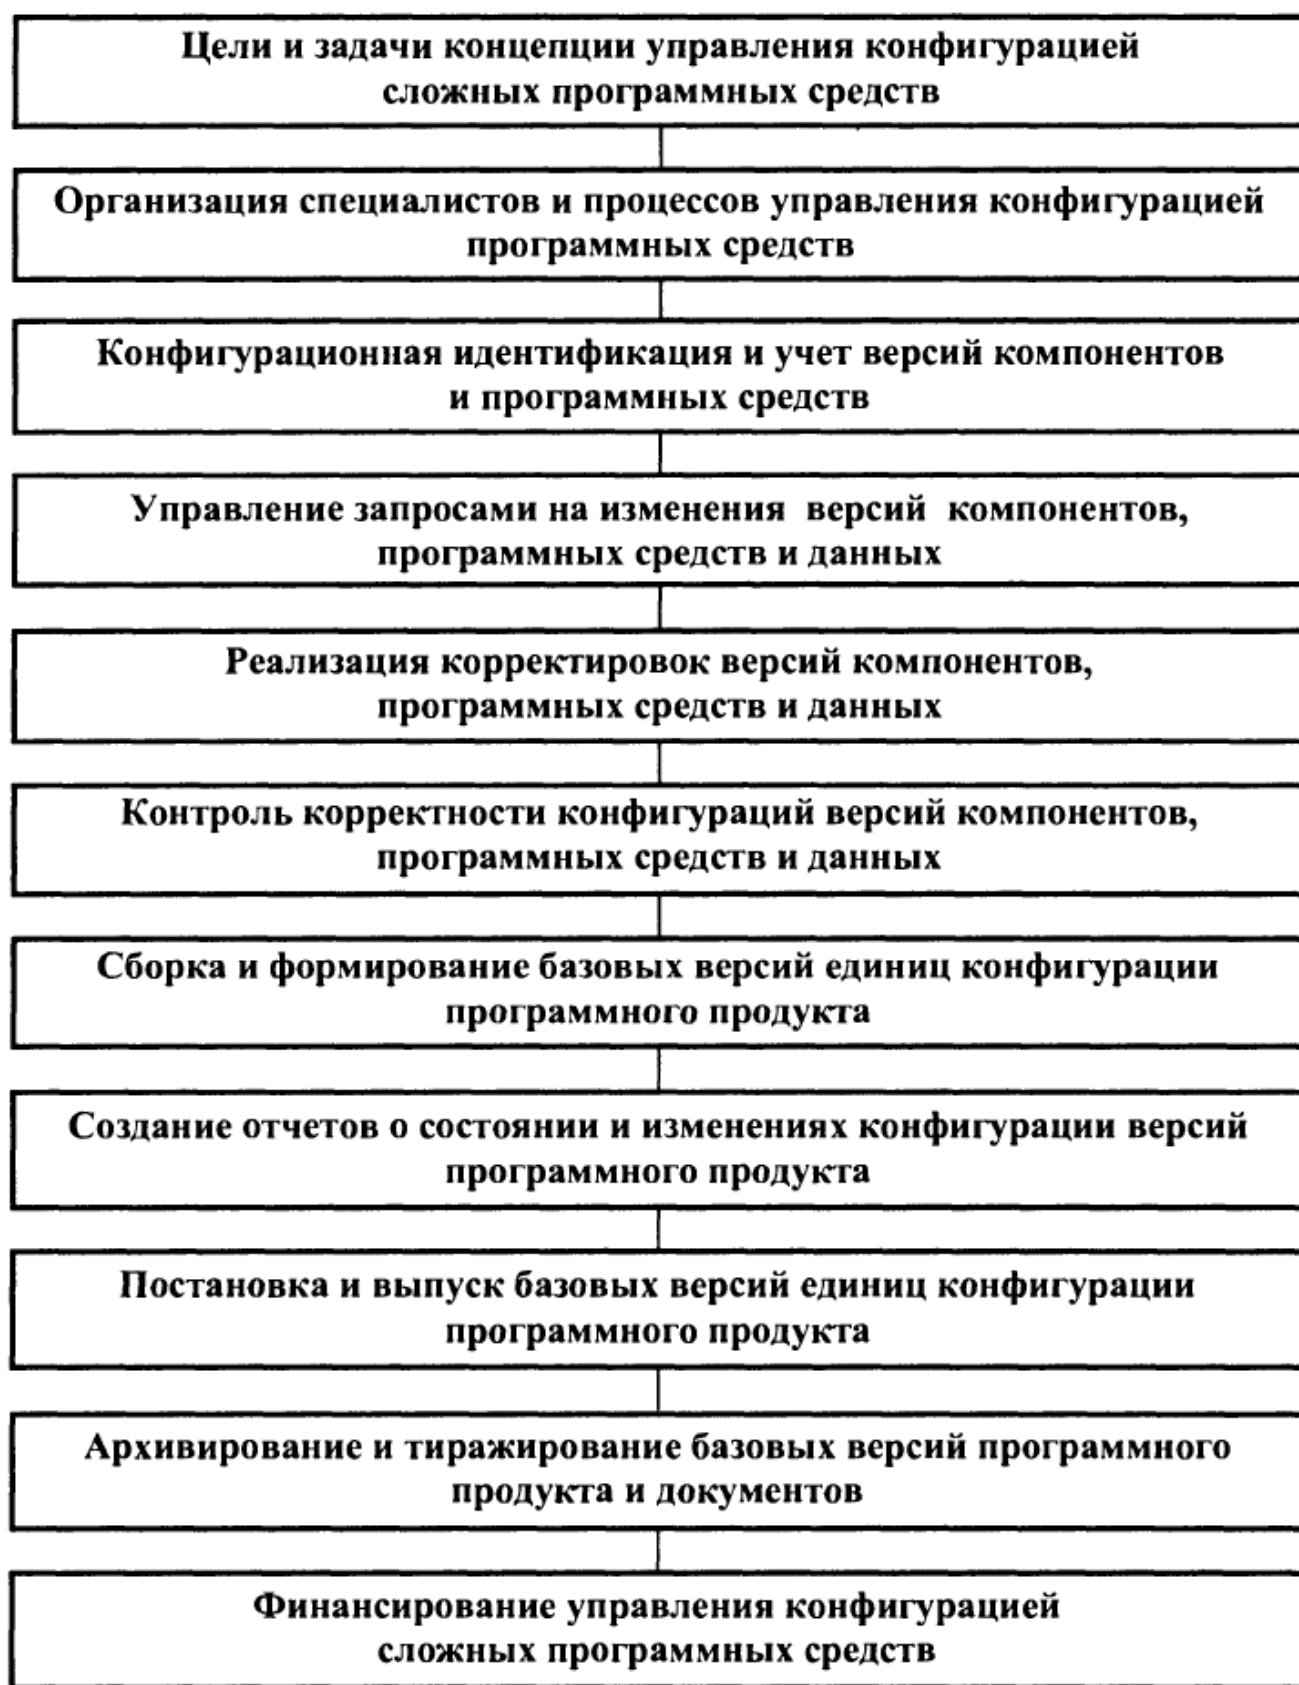 Цели и задачи концепции управления конфигурацией
сложных программных средств
Организация специалистов и процессов управления конфигурацией
программных средств
Конфигурационная идентификация и учет версий компонентов
и программных средств
Управление запросами на изменения версий компонентов,
программных средств и данных
Реализация корректировок версий компонентов,
программных средств и данных
Контроль корректности конфигураций версий компонентов,
программных средств и данных
Сборка и формирование базовых версий единиц конфигурации
программного продукта
Создание отчетов о состоянии и изменениях конфигурации версий
программного продукта
Постановка и выпуск базовых версий единиц конфигурации
программного продукта
Архивирование и тиражирование базовых версий программного
продукта и документов
Финансирование управления конфигурацией
сложных программных средств